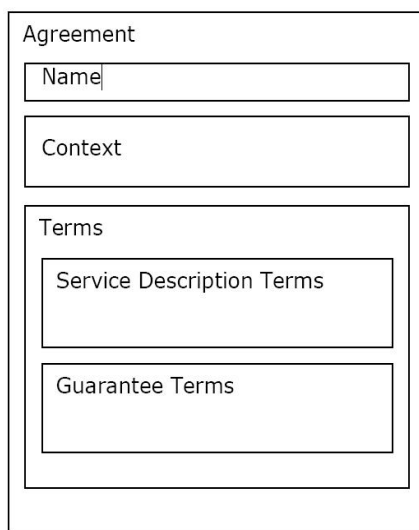 Agreement
Name
Context
Terms
Service Description Terms
Guarantee Terms